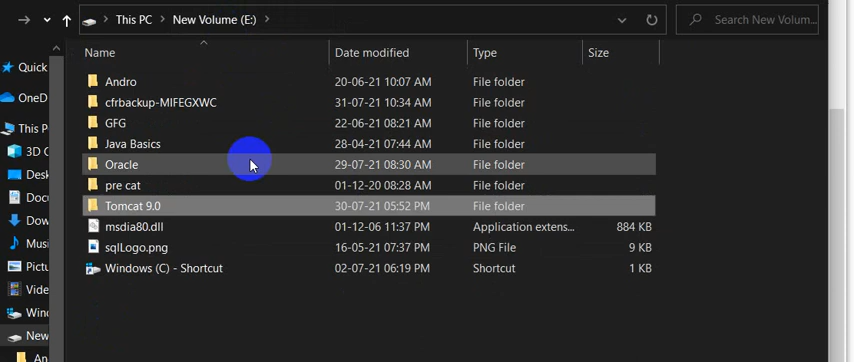 This PC > New Volume (E:) >
Search New Volum...
Name Date modified Type Size
Quick
OneD
This P
3D O
Desk
Docu
Dow
Musi
Pictu
Vide
Wind
New
An
Andro 20-06-21 10:07 AM File folder
cfrbackup-MIFEGXWC 31-07-21 10:34 AM File folder
GFG 22-06-21 08:21 AM File folder
Java Basics 28-04-21 07:44 AM File folder
Oracle 29-07-21 08:30 AM File folder
pre cat 01-12-20 08:28 AM File folder
Tomcat 9.0 30-07-21 05:52 PM File folder
msdia80.dll 01-12-06 11:37 PM Application extens... 884 KB
sqlLogo.png 16-05-21 07:37 PM PNG File 9 KB
Windows (C) - Shortcut 02-07-21 06:19 PM Shortcut 1 KB